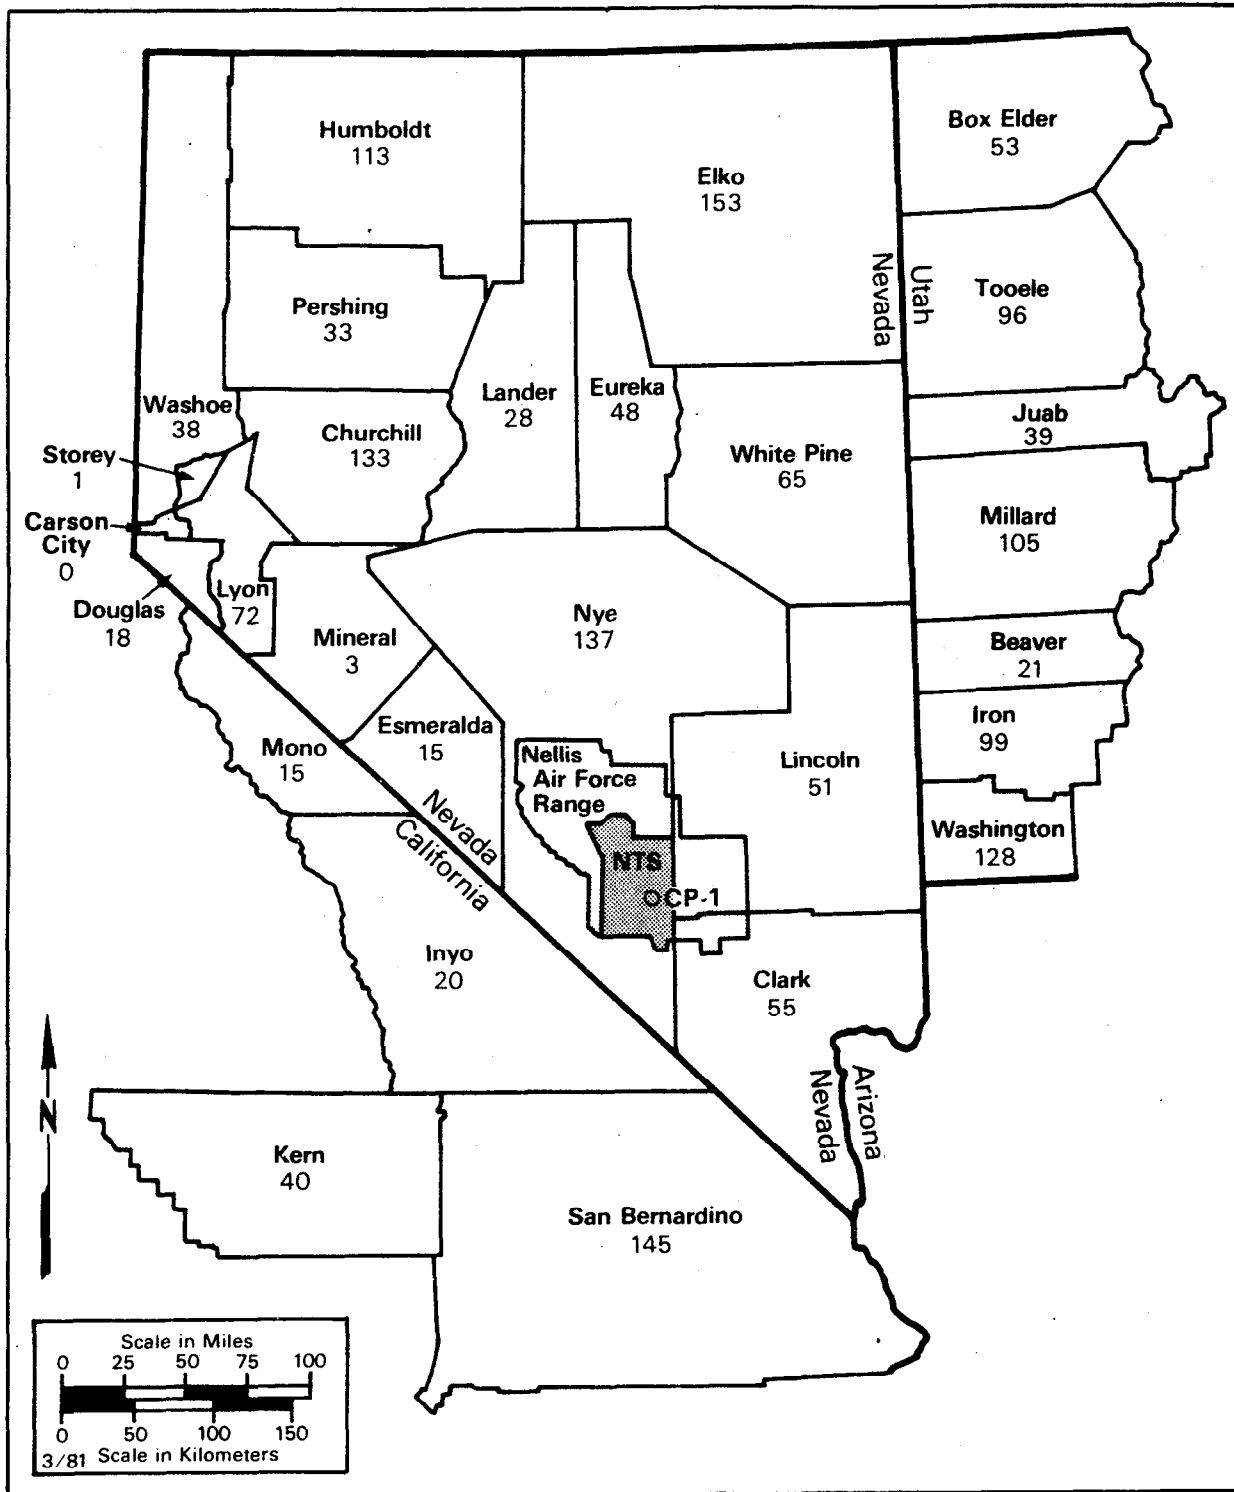 Humboldt
113
Elko
153
Box Elder
53
Pershing
33
Nevada
Utah
Tooele
96
Washoe
38
Lander
28
Eureka
48
Juab
39
Storey
1
Churchill
133
White Pine
65
Carson
City
0
Millard
105
Douglas
18
Lyon
72
Mineral
3
Nye
137
Beaver
21
Mono
15
Esmeralda
15
Iron
99
Nellis
Air Force
Range
Lincoln
51
Nevada
California
NTS
CP-1
Washington
128
Inyo
20
Clark
55
N
Nevada
Arizona
Kern
40
San Bernardino
145
Scale in Miles
0 25 50 75 100
0 50 100 150
3/81 Scale in Kilometers